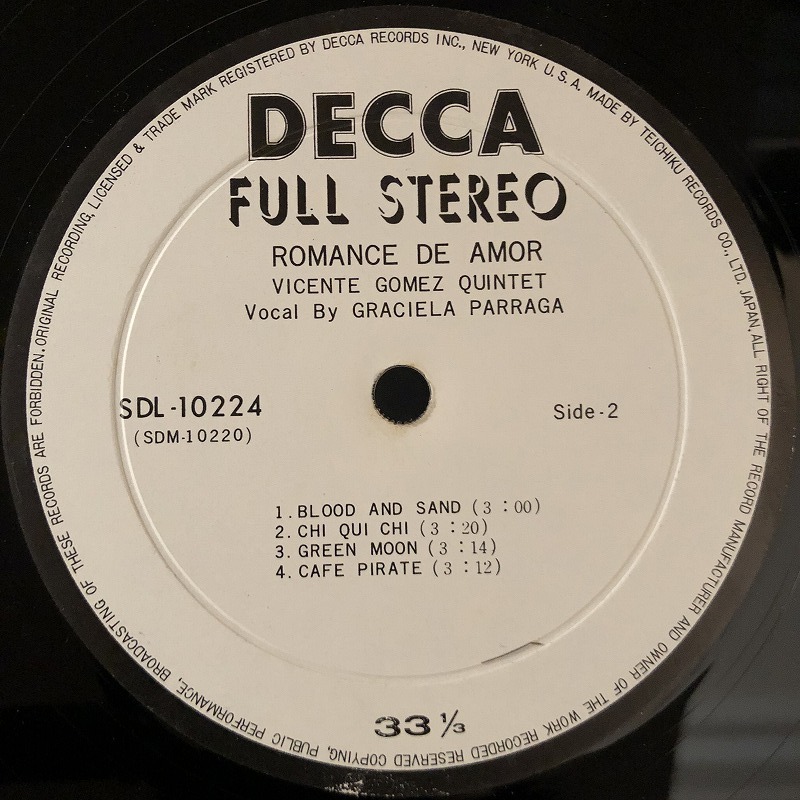 ORIGINAL RECORDING, LICENSED & TRADE MARK REGISTERED BY DECCA RECORDS INC., NEW YORK U.S.A. MADE BY TEICHIKU RECORDS CO., LTD. JAPAN. ALL RIGHT OF THE RECORD MANUFACTURER AND OWNER OF THE WORK RECORDED RESERVED COPYING, PUBLIC PERFORMANCE, BROADCASTING OF THESE RECORDS ARE FORBIDDEN.
DECCA
FULL STEREO
ROMANCE DE AMOR
VICENTE GOMEZ QUINTET
Vocal By GRACIELA PARRAGA
SDL-10224
(SDM-10220)
Side-2
1. BLOOD AND SAND (3:00)
2. CHI QUI CHI (3:20)
3. GREEN MOON (3:14)
4. CAFE PIRATE (3:12)
33 1/3